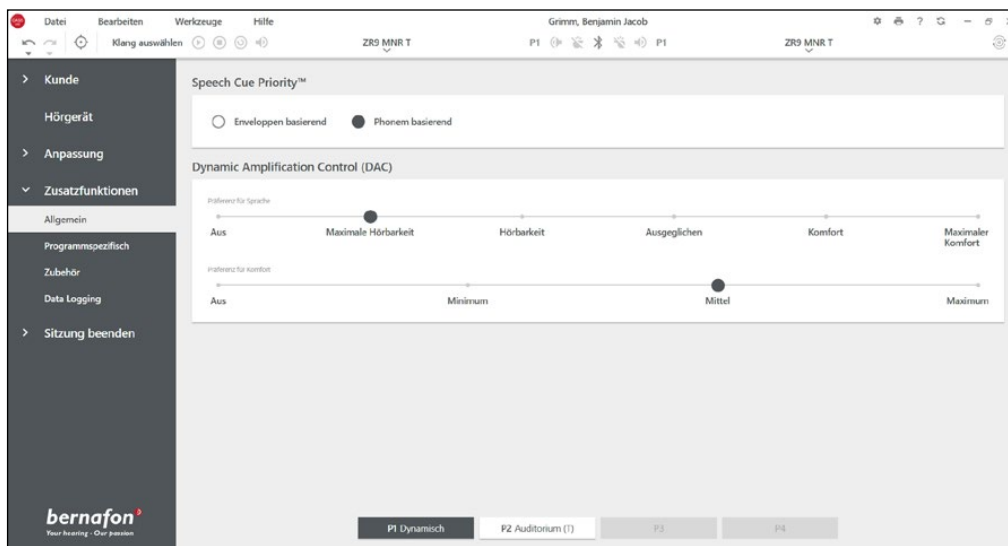 Datei Bearbeiten Werkzeuge Hilfe Grimm, Benjamin Jacob
Klang auswählen ZR9 MNR T P1 P1 ZR9 MNR T
Kunde
Hörgerät
Anpassung
Zusatzfunktionen
Allgemein
Programmspezifisch
Zubehör
Data Logging
Sitzung beenden
Speech Cue Priority™
Enveloppen basierend Phonem basierend
Dynamic Amplification Control (DAC)
Präferenz für Sprache
Aus Maximale Hörbarkeit Hörbarkeit Ausgeglichen Komfort Maximaler
Komfort
Präferenz für Komfort
Aus Minimum Mittel Maximum
bernafon
Your hearing · Our passion
P1 Dynamisch P2 Auditorium (T) P3 P4